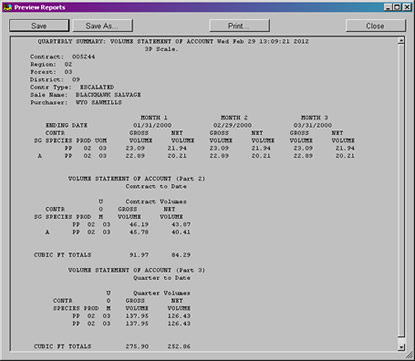 Preview Reports
Save Save As... Print... Close
QUARTERLY SUMMARY: VOLUME STATEMENT OF ACCOUNT Wed Feb 29 13:09:21 2012
3P Scale.
Contract: 005244
Region: 02
Forest: 03
District: 09
Contr Type: ESCALATED
Sale Name: BLACKHAWK SALVAGE
Purchaser: WYO SAWMILLS
MONTH 1 MONTH 2 MONTH 3
ENDING DATE 01/31/2000 02/29/2000 03/31/2000
CONTR GROSS NET GROSS NET GROSS NET
SG SPECIES PROD UOM VOLUME VOLUME VOLUME VOLUME VOLUME VOLUME
PP 02 03 23.09 21.94 23.09 21.94 23.09 21.94
A PP 02 03 22.89 20.21 22.89 20.21 22.89 20.21
VOLUME STATEMENT OF ACCOUNT (Part 2)
Contract to Date
U Contract Volumes
CONTR O GROSS NET
SG SPECIES PROD M VOLUME VOLUME
PP 02 03 46.19 43.87
A PP 02 03 45.78 40.41
CUBIC FT TOTALS 91.97 84.29
VOLUME STATEMENT OF ACCOUNT (Part 3)
Quarter to Date
U Quarter Volumes
CONTR O GROSS NET
SPECIES PROD M VOLUME VOLUME
PP 02 03 137.95 126.43
PP 02 03 137.95 126.43
CUBIC FT TOTALS 275.90 252.86